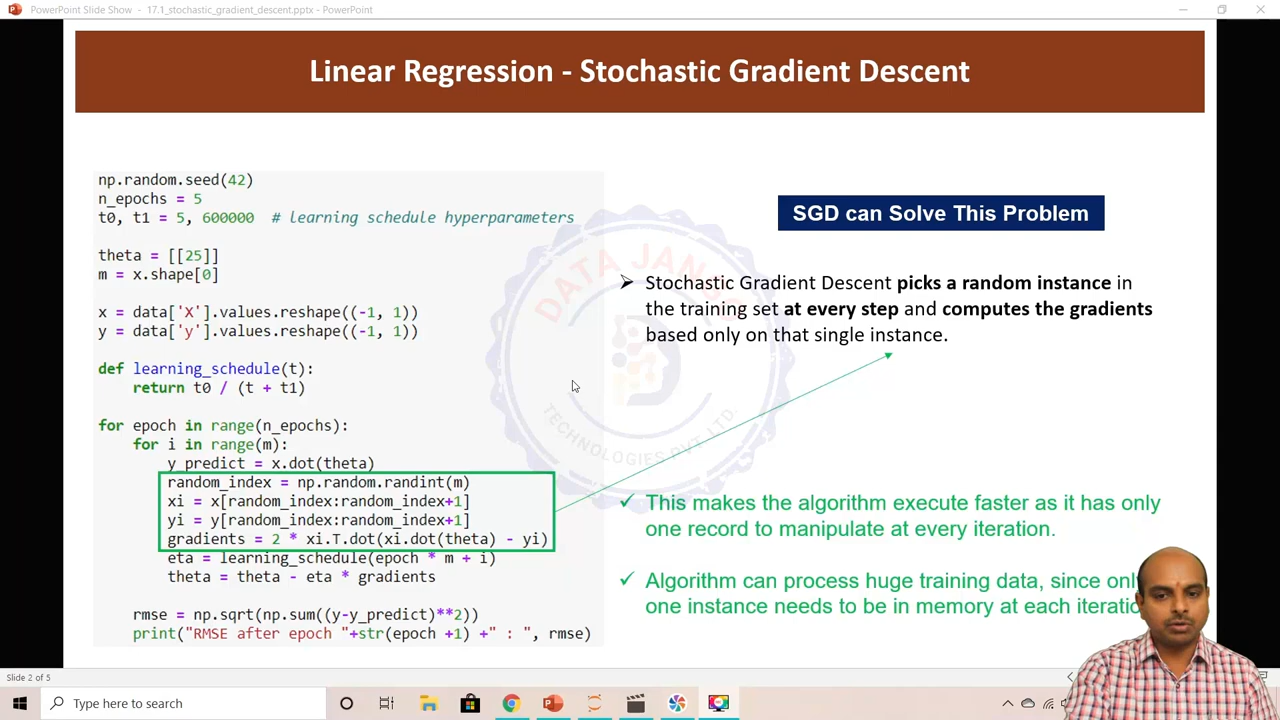 PowerPoint Slide Show - 17.1_stochastic_gradient_descent.pptx - PowerPoint
Linear Regression - Stochastic Gradient Descent
np.random.seed(42)
n_epochs = 5
t0, t1 = 5, 600000  # learning schedule hyperparameters
theta = [[25]]
m = x.shape[0]
x = data['X'].values.reshape((-1, 1))
y = data['y'].values.reshape((-1, 1))
def learning_schedule(t):
return t0 / (t + t1)
for epoch in range(n_epochs):
for i in range(m):
y_predict = x.dot(theta)
random_index = np.random.randint(m)
xi = x[random_index:random_index+1]
yi = y[random_index:random_index+1]
gradients = 2 * xi.T.dot(xi.dot(theta) - yi)
eta = learning_schedule(epoch * m + i)
theta = theta - eta * gradients
rmse = np.sqrt(np.sum((y-y_predict)**2))
print("RMSE after epoch "+str(epoch +1) +" : ", rmse)
SGD can Solve This Problem
Stochastic Gradient Descent picks a random instance in
the training set at every step and computes the gradients
based only on that single instance.
This makes the algorithm execute faster as it has only
one record to manipulate at every iteration.
Algorithm can process huge training data, since only
one instance needs to be in memory at each iteratio
TECHNOLOGIES PVT. LTD.
Slide 2 of 5
Type here to search